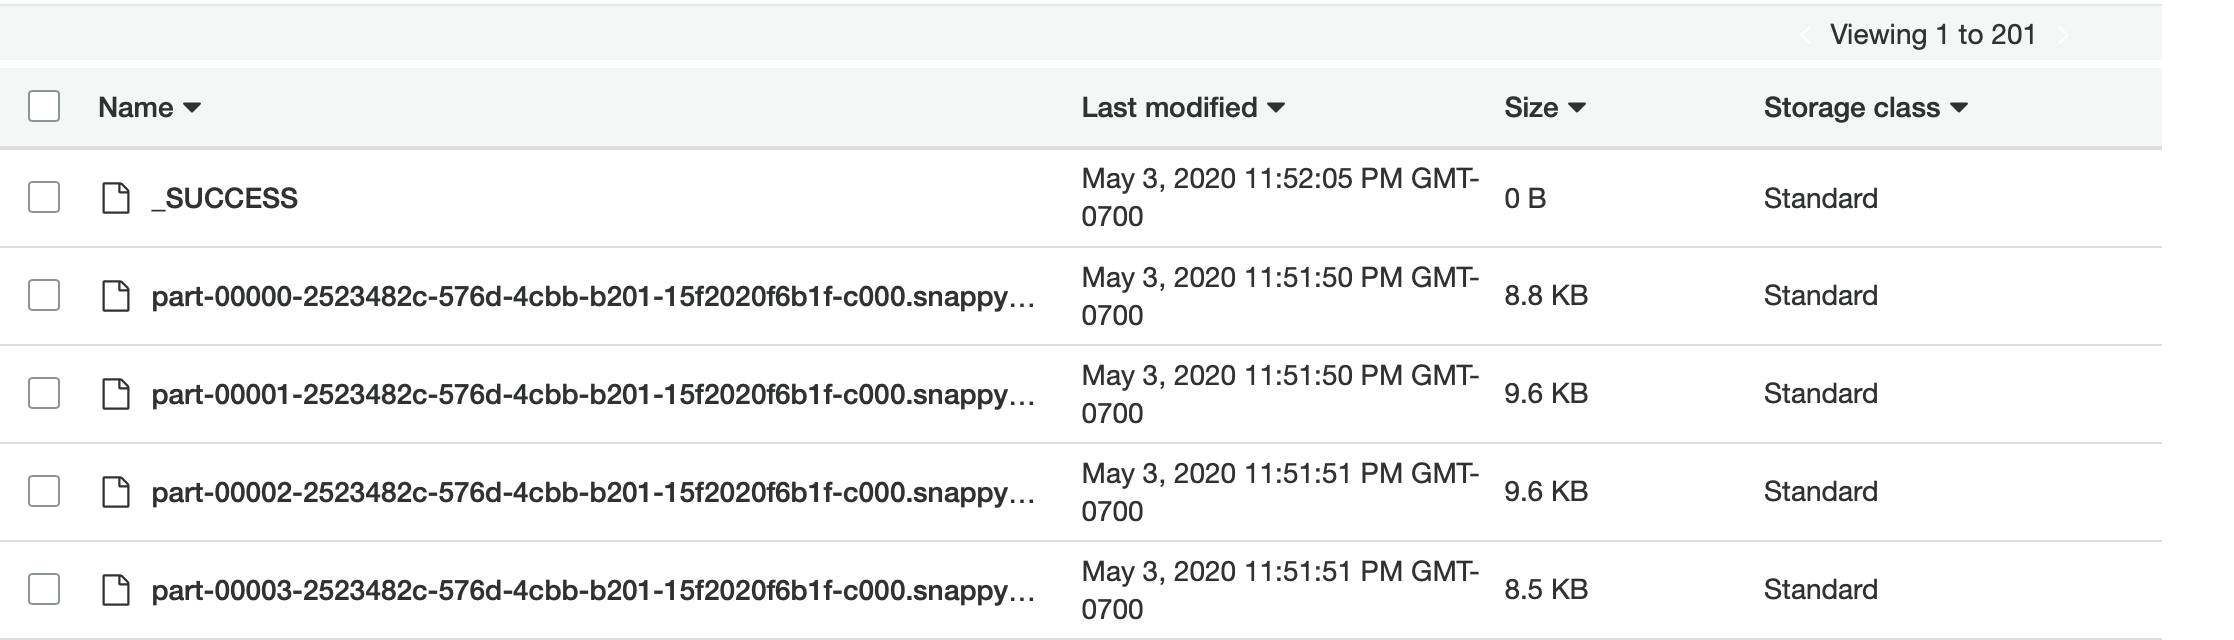 Viewing 1 to 201
Name Last modified Size Storage class
_SUCCESS May 3, 2020 11:52:05 PM GMT-
0700 0 B Standard
part-00000-2523482c-576d-4cbb-b201-15f2020f6b1f-c000.snappy... May 3, 2020 11:51:50 PM GMT-
0700 8.8 KB Standard
part-00001-2523482c-576d-4cbb-b201-15f2020f6b1f-c000.snappy... May 3, 2020 11:51:50 PM GMT-
0700 9.6 KB Standard
part-00002-2523482c-576d-4cbb-b201-15f2020f6b1f-c000.snappy... May 3, 2020 11:51:51 PM GMT-
0700 9.6 KB Standard
part-00003-2523482c-576d-4cbb-b201-15f2020f6b1f-c000.snappy... May 3, 2020 11:51:51 PM GMT-
0700 8.5 KB Standard